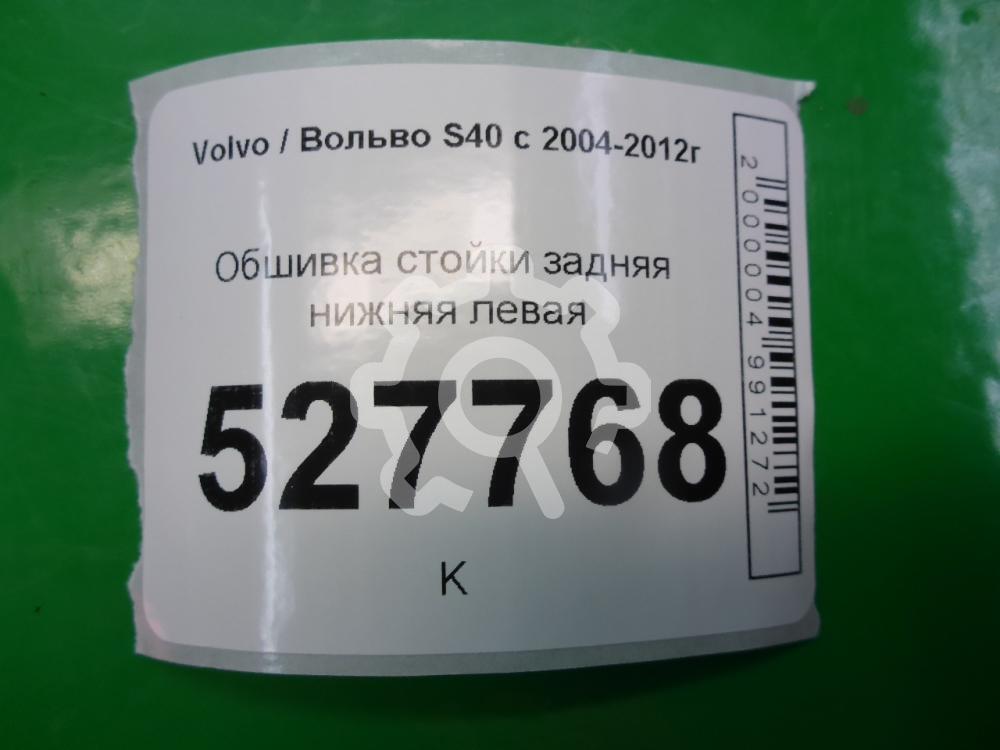 Volvo / Вольво S40 с 2004-2012г
Обшивка стойки задняя
нижняя левая
527768
К
2000004991272